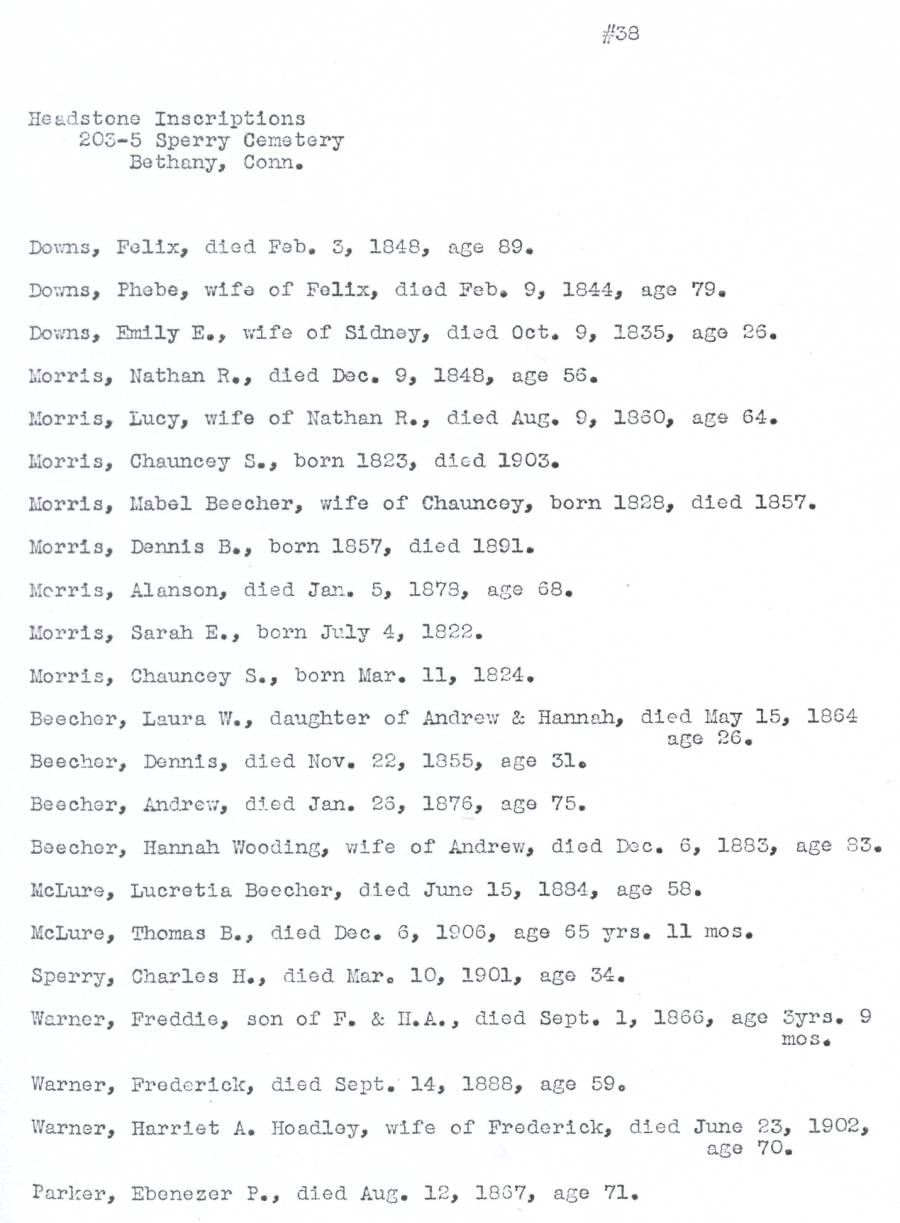 #38
Headstone Inscriptions
203-5 Sperry Cemetery
Bethany, Conn.
Downs, Felix, died Feb. 3, 1848, age 89.
Downs, Phebe, wife of Felix, died Feb. 9, 1844, age 79.
Downs, Emily E., wife of Sidney, died Oct. 9, 1835, age 26.
Morris, Nathan R., died Dec. 9, 1848, age 56.
Morris, Lucy, wife of Nathan R., died Aug. 9, 1860, age 64.
Morris, Chauncey S., born 1823, died 1903.
Morris, Mabel Beecher, wife of Chauncey, born 1828, died 1857.
Morris, Dennis B., born 1857, died 1891.
Morris, Alanson, died Jan. 5, 1878, age 68.
Morris, Sarah E., born July 4, 1822.
Morris, Chauncey S., born Mar. 11, 1824.
Beecher, Laura W., daughter of Andrew & Hannah, died May 15, 1864
age 26.
Beecher, Dennis, died Nov. 22, 1855, age 31.
Beecher, Andrew, died Jan. 26, 1876, age 75.
Beecher, Hannah Wooding, wife of Andrew, died Dec. 6, 1883, age 83.
McLure, Lucretia Beecher, died June 15, 1884, age 58.
McLure, Thomas B., died Dec. 6, 1906, age 65 yrs. 11 mos.
Sperry, Charles H., died Mar. 10, 1901, age 34.
Warner, Freddie, son of F. & H.A., died Sept. 1, 1866, age 3yrs. 9
mos.
Warner, Frederick, died Sept. 14, 1888, age 59.
Warner, Harriet A. Hoadley, wife of Frederick, died June 23, 1902,
age 70.
Parker, Ebenezer P., died Aug. 12, 1867, age 71.